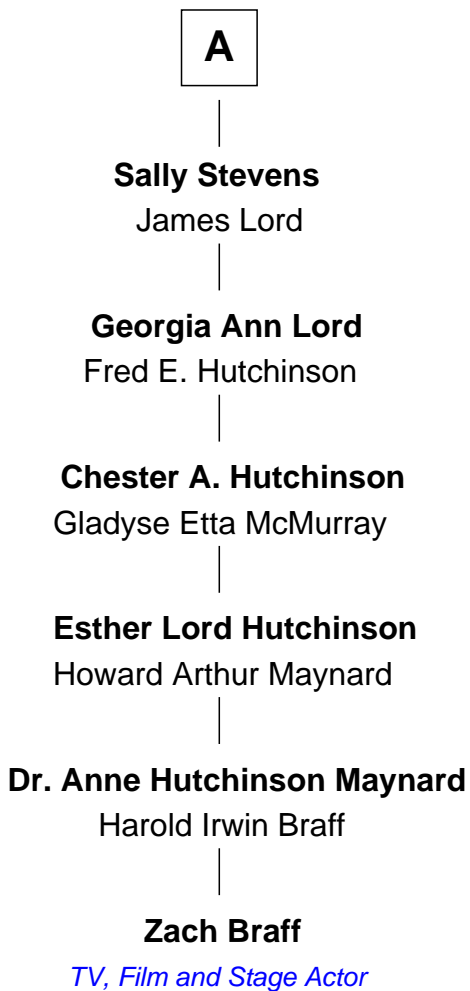 A
Sally Stevens
James Lord
Georgia Ann Lord
Fred E. Hutchinson
Chester A. Hutchinson
Gladyse Etta McMurray
Esther Lord Hutchinson
Howard Arthur Maynard
Dr. Anne Hutchinson Maynard
Harold Irwin Braff
Zach Braff
TV, Film and Stage Actor